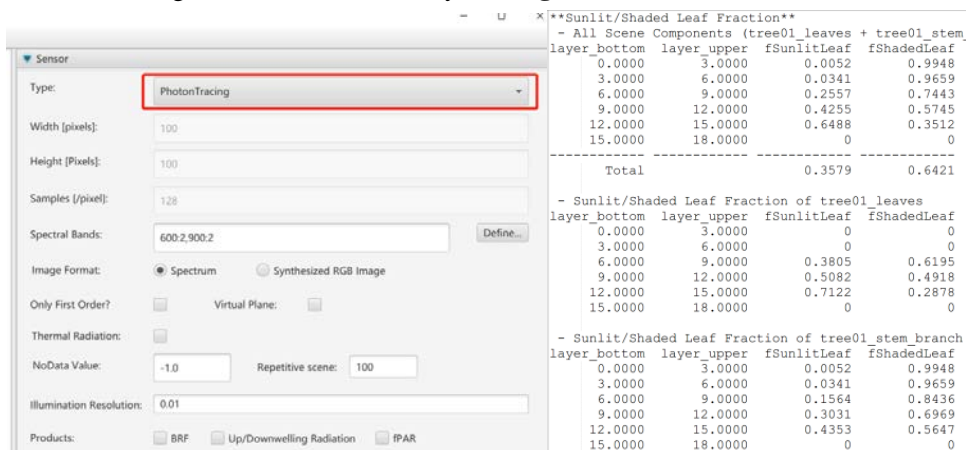 Sensor
Type:
PhotonTracing
Width [pixels]:
100
Height [Pixels]:
100
Samples [/pixel]:
128
Spectral Bands:
600:2,900:2
Define...
Image Format:
Spectrum
Synthesized RGB Image
Only First Order?
Virtual Plane:
Thermal Radiation:
NoData Value:
-1.0
Repetitive scene:
100
Illumination Resolution:
0.01
Products:
BRF
Up/Downwelling Radiation
fPAR
**Sunlit/Shaded Leaf Fraction**
- All Scene Components (tree01_leaves + tree01_stem_
layer_bottom layer_upper fSunlitLeaf fShadedLeaf
0.0000 3.0000 0.0052 0.9948
3.0000 6.0000 0.0341 0.9659
6.0000 9.0000 0.2557 0.7443
9.0000 12.0000 0.4255 0.5745
12.0000 15.0000 0.6488 0.3512
15.0000 18.0000 0 0
------------ ----------- ----------- -----------
Total 0.3579 0.6421
- Sunlit/Shaded Leaf Fraction of tree01_leaves
layer_bottom layer_upper fSunlitLeaf fShadedLeaf
0.0000 3.0000 0 0
3.0000 6.0000 0 0
6.0000 9.0000 0.3805 0.6195
9.0000 12.0000 0.5082 0.4918
12.0000 15.0000 0.7122 0.2878
15.0000 18.0000 0 0
- Sunlit/Shaded Leaf Fraction of tree01_stem_branch
layer_bottom layer_upper fSunlitLeaf fShadedLeaf
0.0000 3.0000 0.0052 0.9948
3.0000 6.0000 0.0341 0.9659
6.0000 9.0000 0.1564 0.8436
9.0000 12.0000 0.3031 0.6969
12.0000 15.0000 0.4353 0.5647
15.0000 18.0000 0 0